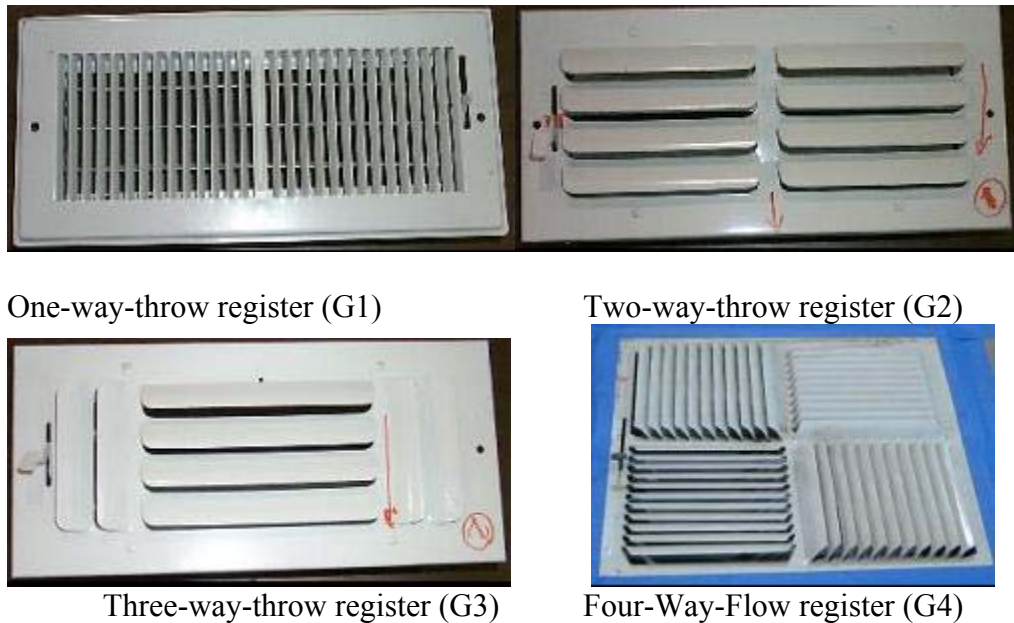 One-way-throw register (G1)
Two-way-throw register (G2)
Three-way-throw register (G3)
Four-Way-Flow register (G4)